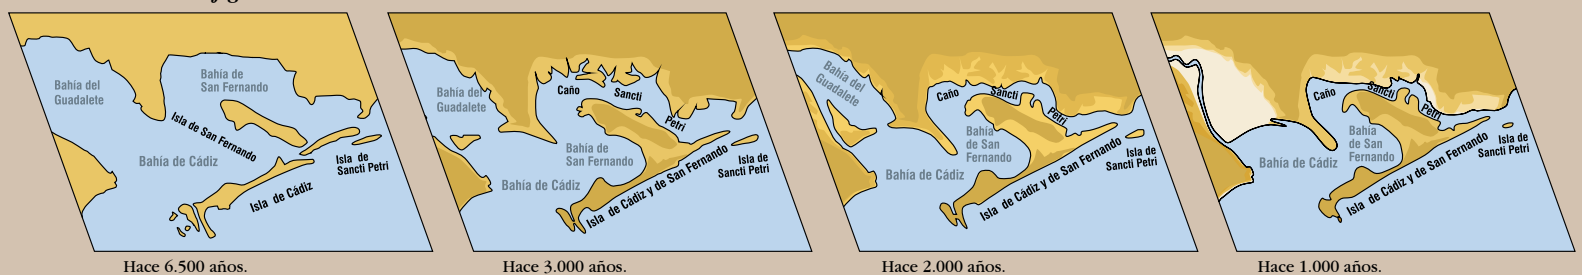 Bahía del
Guadalete
Bahía de
San Fernando
Isla de San Fernando
Bahía de Cádiz
Isla de
Sancti Petri
Isla de Cádiz
Hace 6.500 años.
Bahía del
Guadalete
Caño
Sancti
Petri
Bahía de
San Fernando
Bahía de Cádiz
Isla de
Sancti Petri
Isla de Cádiz y de San Fernando
Hace 3.000 años.
Bahía del
Guadalete
Caño
Sancti
Petri
Bahía
de San
Fernando
Bahía de Cádiz
Isla de
Sancti Petri
Isla de Cádiz y de San Fernando
Hace 2.000 años.
Caño
Sancti
Petri
Bahía
de San
Fernando
Bahía de Cádiz
Isla de
Sancti Petri
Isla de Cádiz y de San Fernando
Hace 1.000 años.